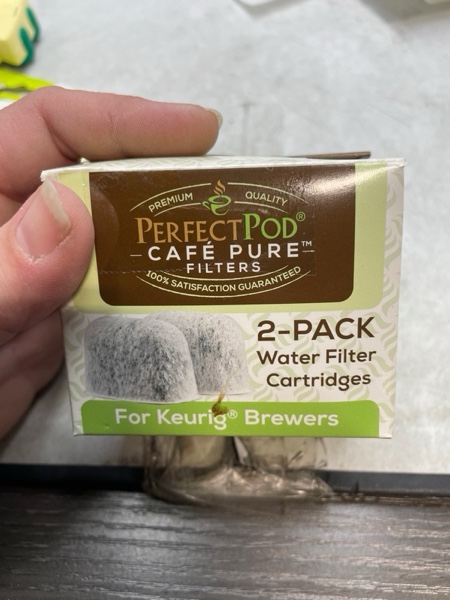 PREMIUM QUALITY
PERFECTPOD®
CAFÉ PURE™
FILTERS
100% SATISFACTION GUARANTEED
2-PACK
Water Filter
Cartridges
For Keurig® Brewers